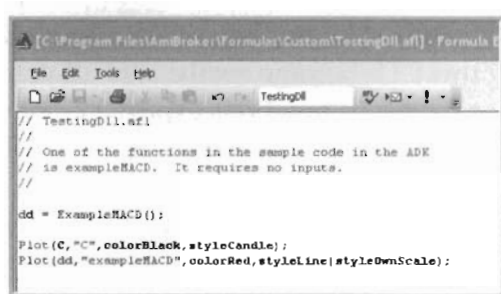 [C:\Program Files\AmiBroker\Formulas\Custom\TestingDll.afl] - Formula
File Edit Tools Help
TestingDll
// TestingDll.afl
//
// One of the functions in the sample code in the ADK
// is exampleMACD. It requires no inputs.
//
dd = ExampleMACD();
Plot(C,"C",colorBlack,styleCandle);
Plot(dd,"exampleMACD",colorRed,styleLine|styleOwnScale);